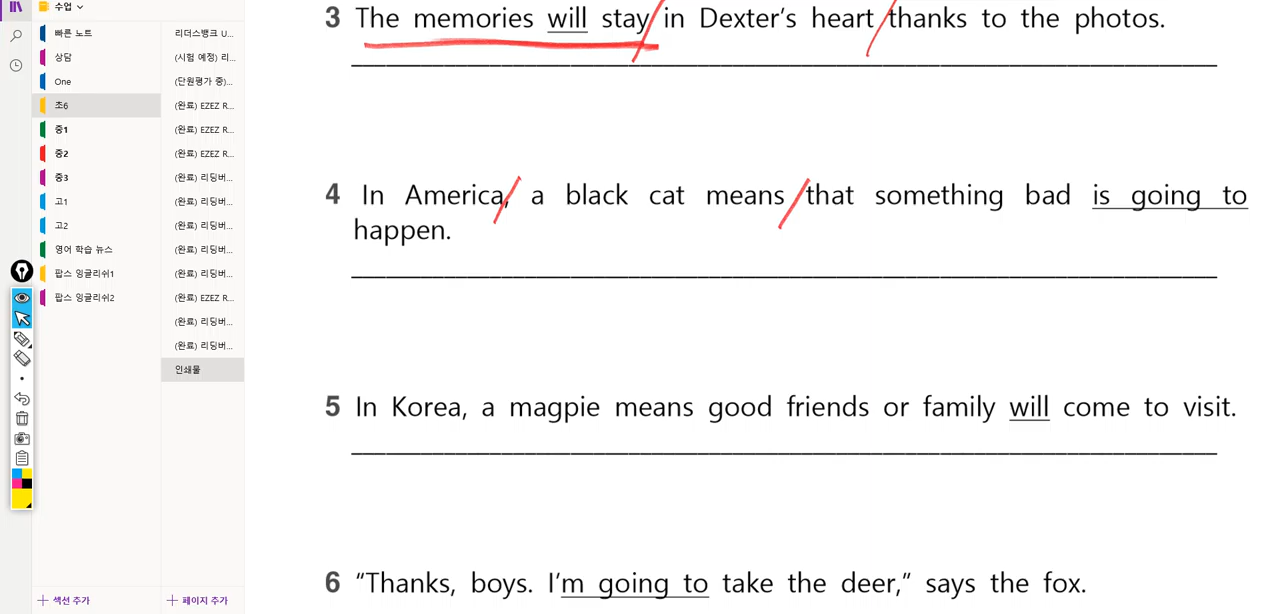 수업
빠른 노트
상담
One
초6
중1
중2
중3
고1
고2
영어 학습 뉴스
팝스 잉글리쉬1
팝스 잉글리쉬2
섹션 추가
리더스뱅크 U...
(시험 예정) 리...
(단원평가 중)...
(완료) EZEZ R...
(완료) EZEZ R...
(완료) EZEZ R...
(완료) 리딩버...
(완료) 리딩버...
(완료) 리딩버...
(완료) 리딩버...
(완료) 리딩버...
(완료) EZEZ R...
(완료) 리딩버...
(완료) 리딩버...
인쇄물
페이지 추가
3 The memories will stay in Dexter's heart thanks to the photos.
4 In America, a black cat means that something bad is going to
happen.
5 In Korea, a magpie means good friends or family will come to visit.
6 “Thanks, boys. I'm going to take the deer,” says the fox.